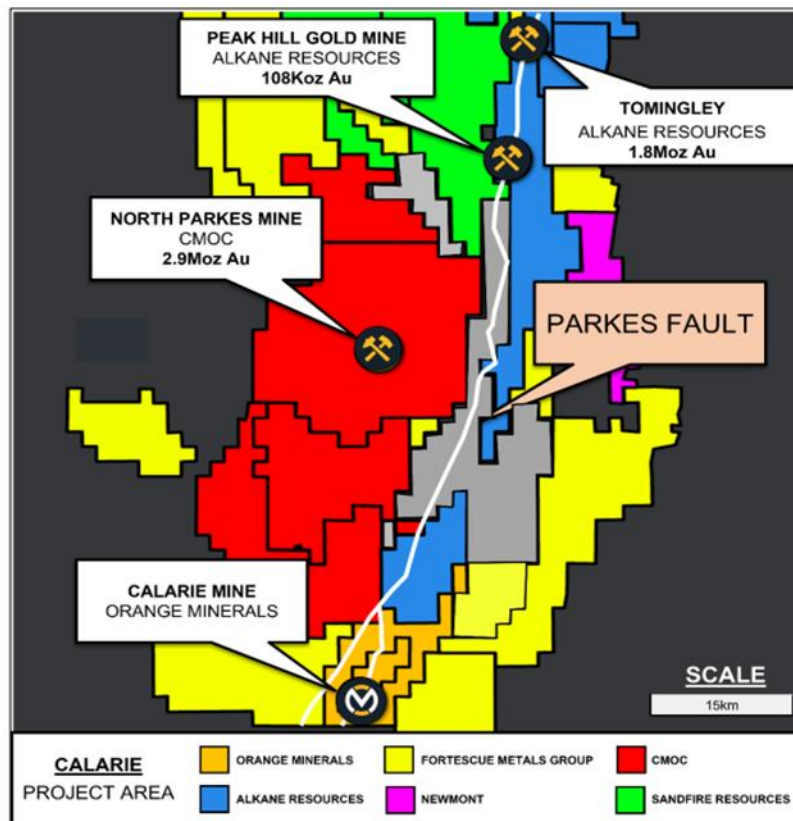 PEAK HILL GOLD MINE
ALKANE RESOURCES
108Koz Au
TOMINGLEY
ALKANE RESOURCES
1.8Moz Au
NORTH PARKES MINE
CMOC
2.9Moz Au
PARKES FAULT
CALARIE MINE
ORANGE MINERALS
SCALE
15km
CALARIE
PROJECT AREA
ORANGE MINERALS
FORTESCUE METALS GROUP
CMOC
ALKANE RESOURCES
NEWMONT
SANDFIRE RESOURCES